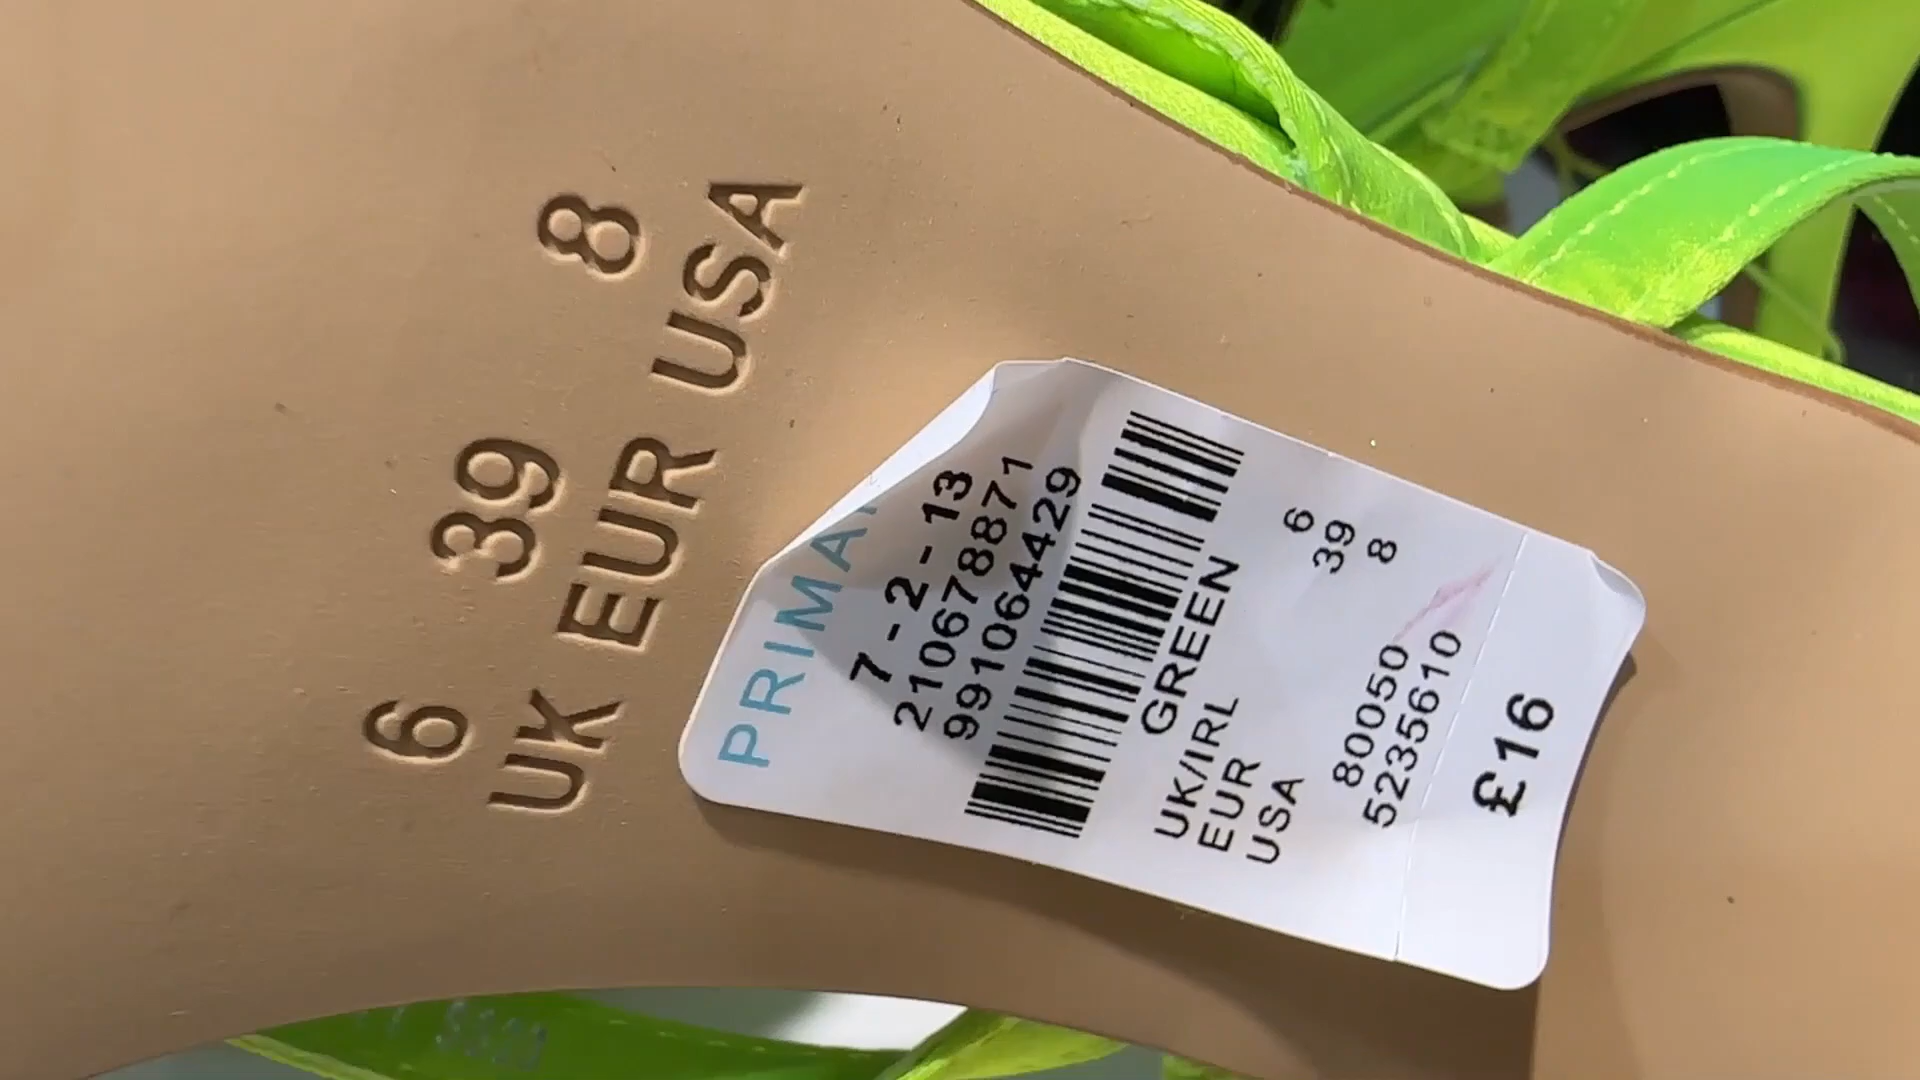 6 39 8
UK EUR USA
PRIMA
7-2-13
210678871
991064429
GREEN
UK/IRL 6
EUR 39
USA 8
80050
5235610
£16